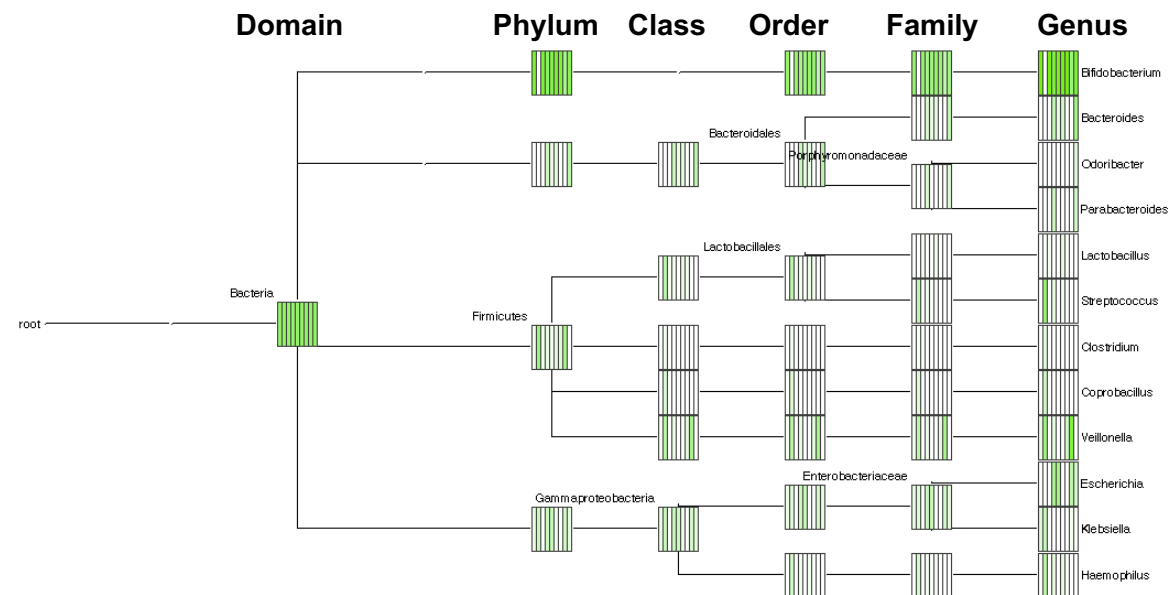 Domain Phylum Class Order Family Genus
Bifidobacterium
Bacteroides
Bacteroidales
Porphyromonadaceae
Odoribacter
Parabacteroides
Lactobacillales
Lactobacillus
Bacteria
Streptococcus
Firmicutes
root
Clostridium
Coprobacillus
Veillonella
Enterobacteriaceae
Escherichia
Gammaproteobacteria
Klebsiella
Haemophilus